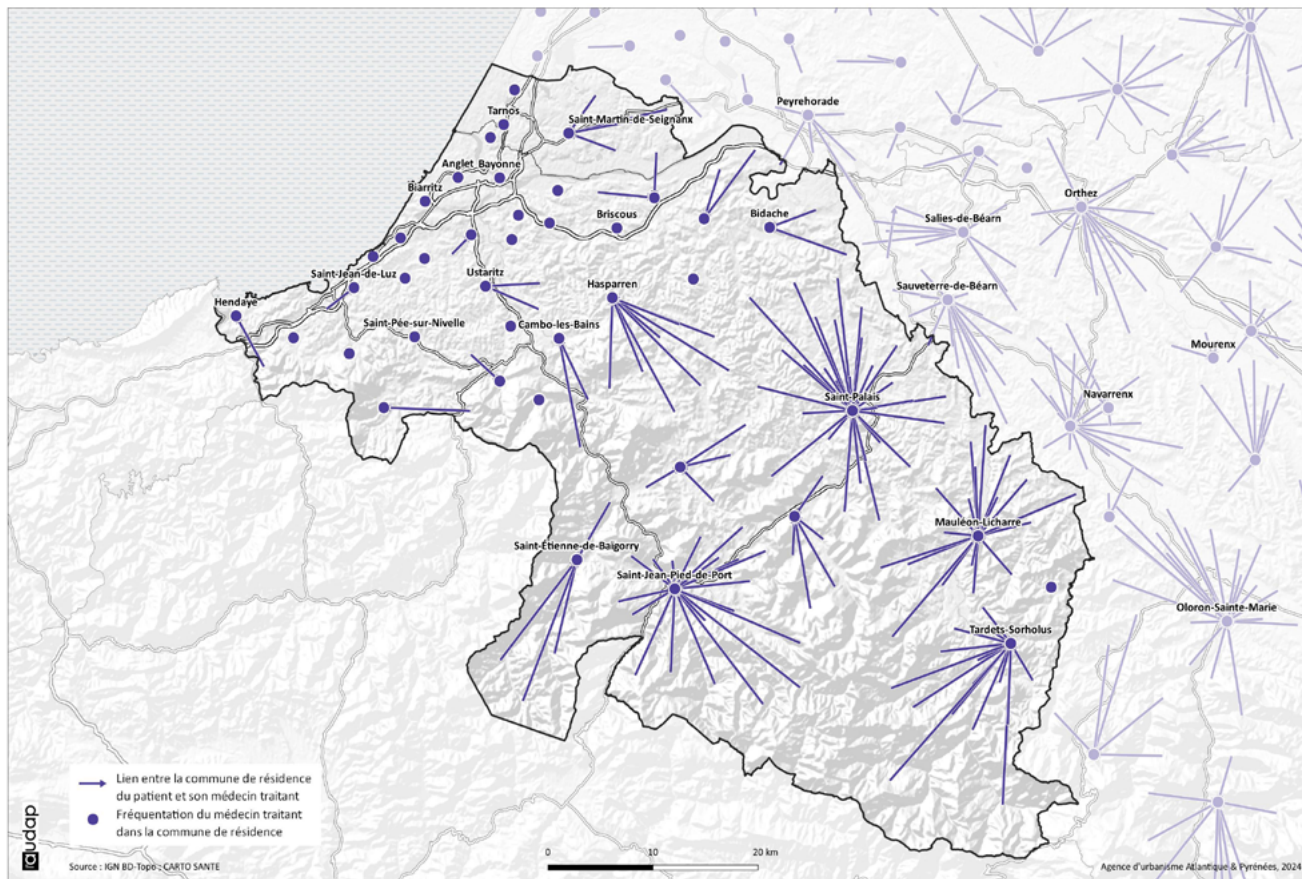 Peyrehorade
Tarnos
Saint-Martin-de-Seignanx
Anglet Bayonne
Biarritz
Orthez
Briscous
Bidache
Salies-de-Béarn
Saint-Jean-de-Luz
Ustaritz
Hasparren
Sauveterre-de-Béarn
Hendaye
Saint-Pée-sur-Nivelle
Cambo-les-Bains
Mourenx
Saint-Palais
Navarrenx
Mauléon-Licharre
Saint-Étienne-de-Baigorry
Saint-Jean-Pied-de-Port
Oloron-Sainte-Marie
Tardets-Sorholus
Lien entre la commune de résidence
du patient et son médecin traitant
Fréquentation du médecin traitant
dans la commune de résidence
audap
Source : IGN BD-Topo ; CARTO SANTE
0 10 20 km
Agence d'urbanisme Atlantique & Pyrénées, 2024